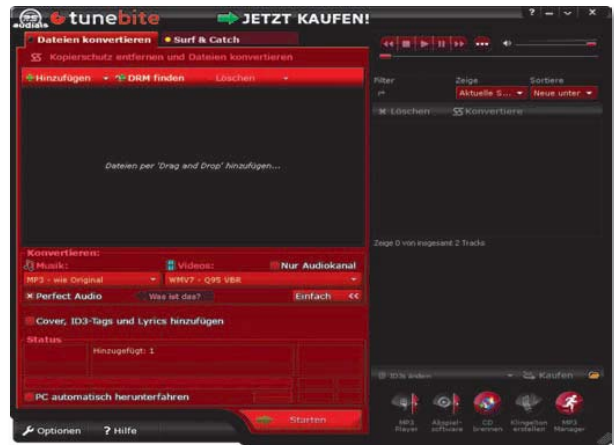 audials tunebite JETZT KAUFEN! ? - x
Dateien konvertieren Surf & Catch
Kopierschutz entfernen und Dateien konvertieren
Hinzufügen DRM finden Löschen
Dateien per 'Drag and Drop' hinzufügen...
Konvertieren:
Musik: Videos: Nur Audiokanal
MP3 - wie Original WMV7 - Q95 VBR
Perfect Audio Was ist das? Einfach <<
Cover, ID3-Tags und Lyrics hinzufügen
Status
Hinzugefügt: 1
PC automatisch herunterfahren
Starten
Optionen ? Hilfe
Filter Zeige Sortiere
Aktuelle S... Neue unter
Löschen Konvertiere
Zeige 0 von insgesamt 2 Tracks
ID3s ändern Kaufen
MP3 Player
Abspiel-software
CD brennen
Klingelton erstellen
MP3 Manager